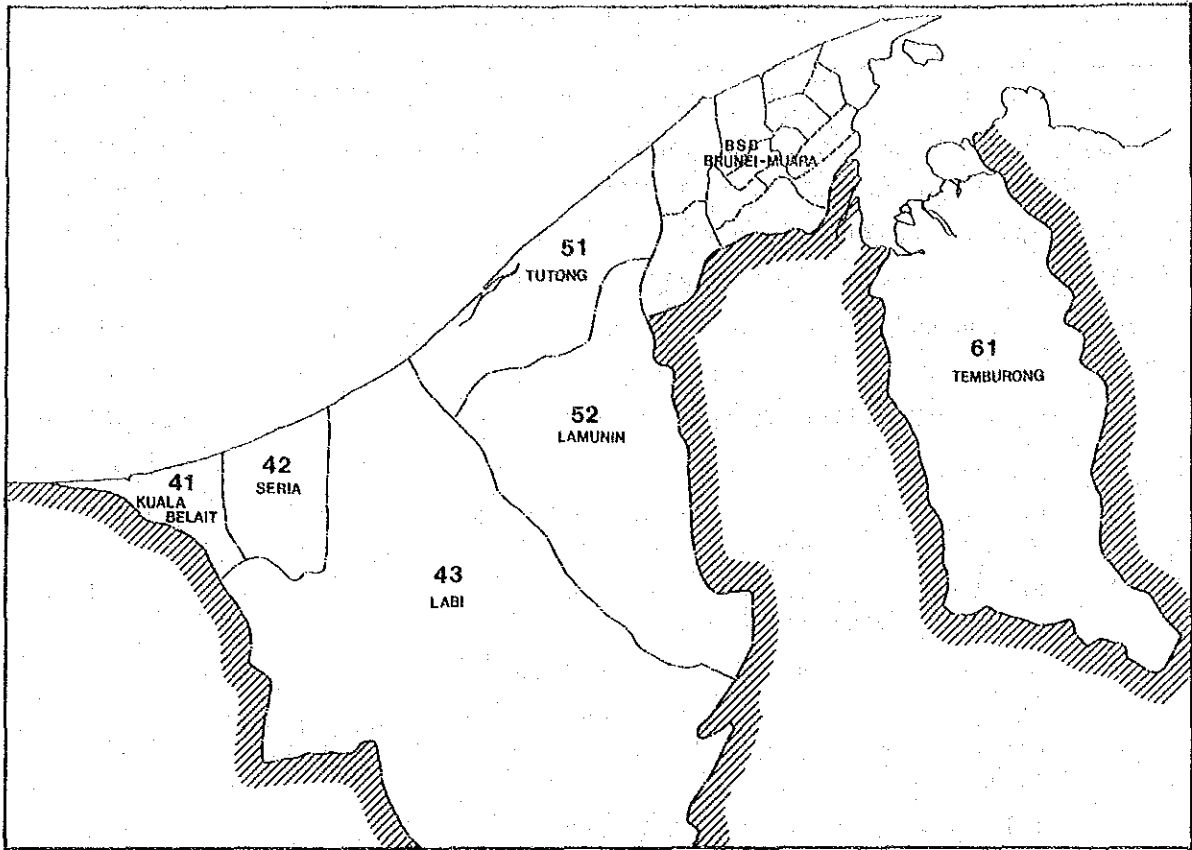 BSB
BRUNEI-MUARA
51
TUTONG
61
TEMBURONG
52
LAMUNIN
42
SERIA
41
KUALA
BELAIT
43
LABI